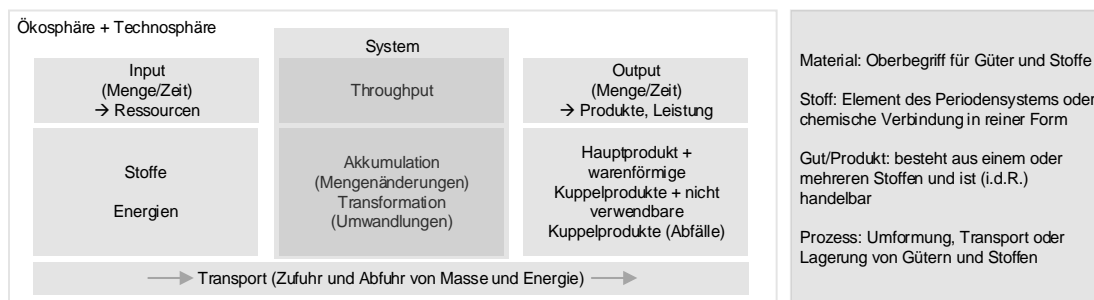 Ökosphäre + Technosphäre
System
Input
(Menge/Zeit)
→ Ressourcen
Throughput
Output
(Menge/Zeit)
→ Produkte, Leistung
Stoffe
Energien
Akkumulation
(Mengenänderungen)
Transformation
(Umwandlungen)
Hauptprodukt +
warenförmige
Kuppelprodukte + nicht
verwendbare
Kuppelprodukte (Abfälle)
Transport (Zufuhr und Abfuhr von Masse und Energie)
Material: Oberbegriff für Güter und Stoffe
Stoff: Element des Periodensystems oder
chemische Verbindung in reiner Form
Gut/Produkt: besteht aus einem oder
mehreren Stoffen und ist (i.d.R.)
handelbar
Prozess: Umformung, Transport oder
Lagerung von Gütern und Stoffen